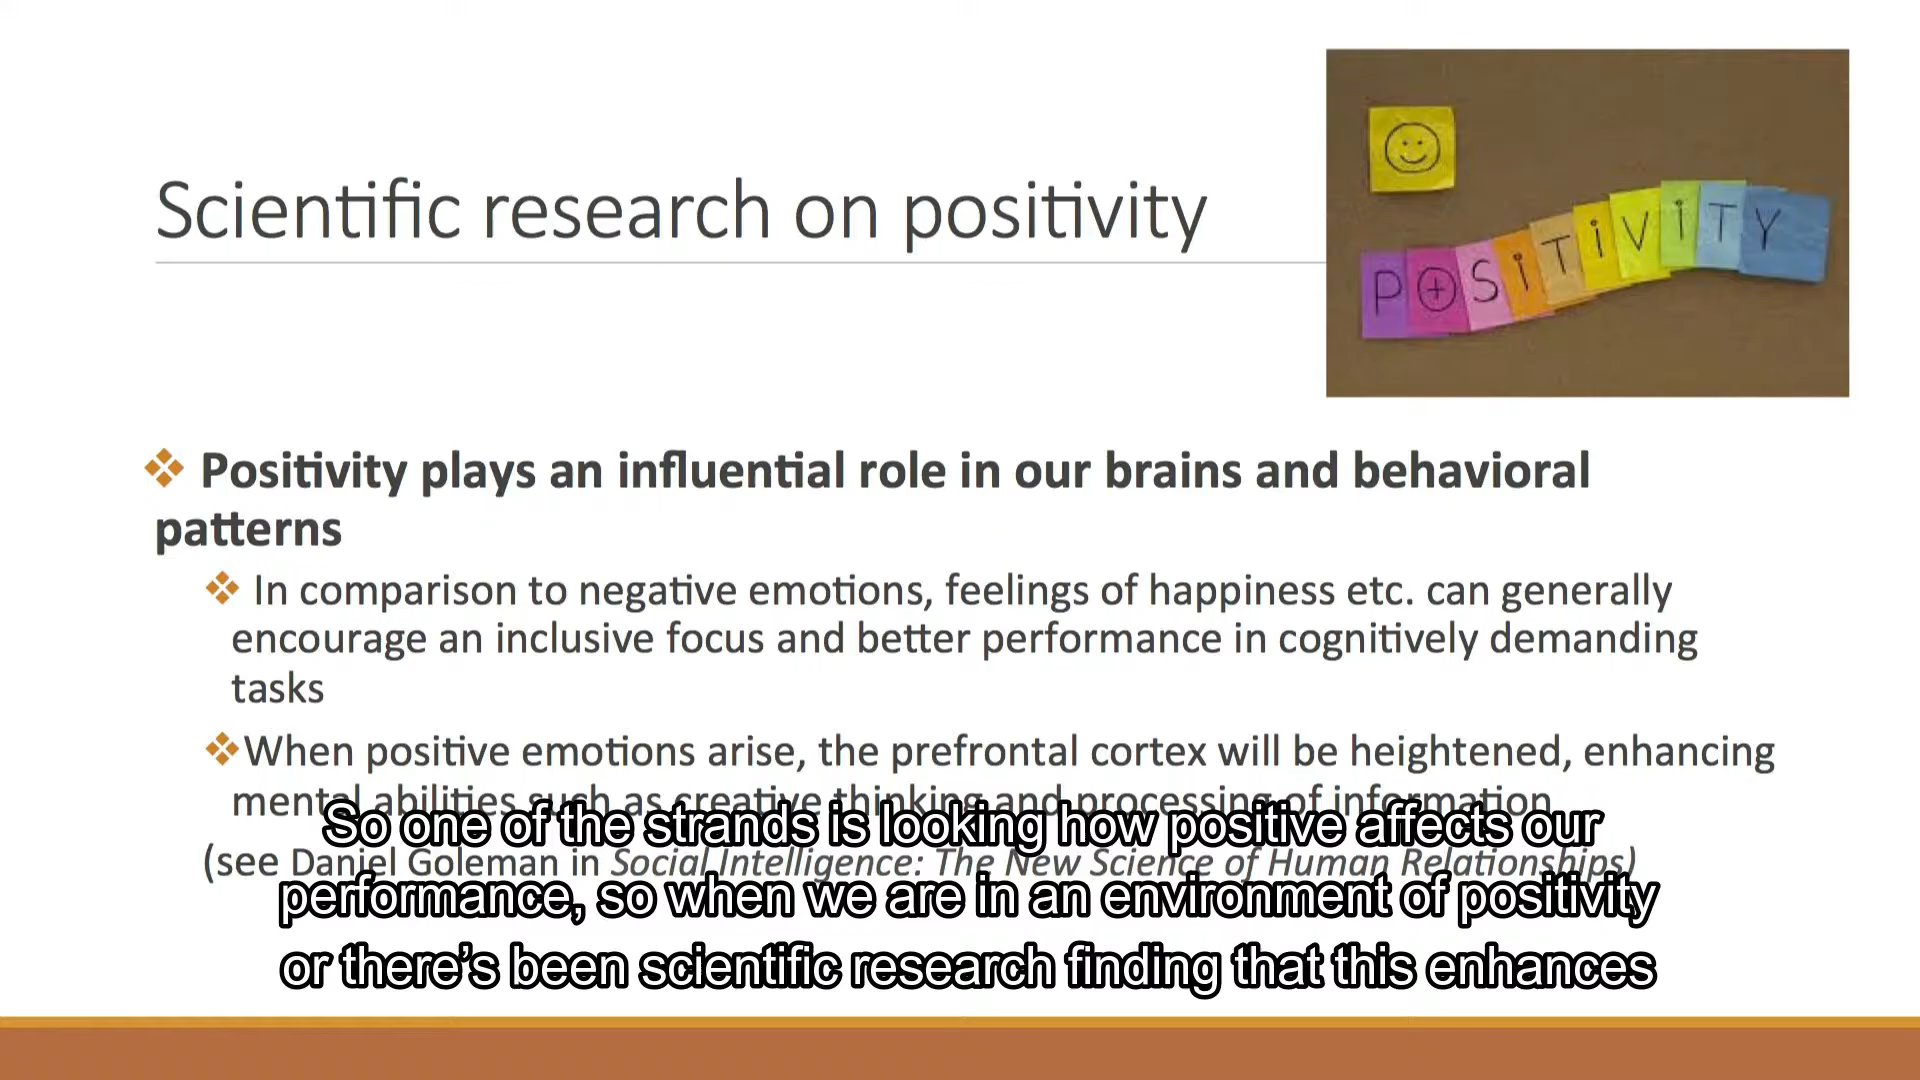 Scientific research on positivity
POSiTiViTY
Positivity plays an influential role in our brains and behavioral
patterns
In comparison to negative emotions, feelings of happiness etc. can generally
encourage an inclusive focus and better performance in cognitively demanding
tasks
When positive emotions arise, the prefrontal cortex will be heightened, enhancing
mental abilities such as creative thinking and processing of information
(see Daniel Goleman in Social Intelligence: The New Science of Human Relationships)
So one of the strands is looking how positive affects our
performance, so when we are in an environment of positivity
or there's been scientific research finding that this enhances